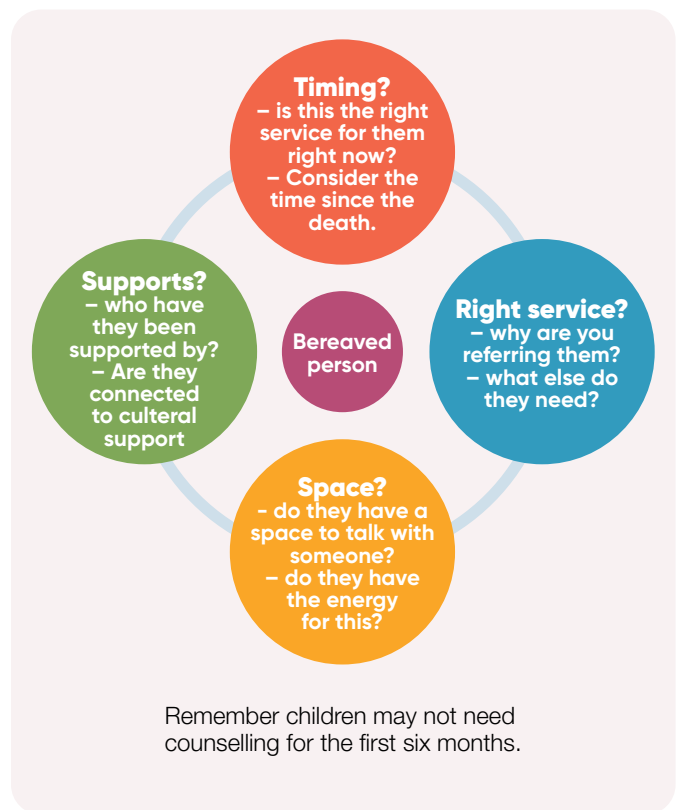 Timing?
– is this the right
service for them
right now?
– Consider the
time since the
death.
Supports?
– who have
they been
supported by?
– Are they
connected
to culteral
support
Bereaved
person
Right service?
– why are you
referring them?
– what else do
they need?
Space?
– do they have a
space to talk with
someone?
– do they have
the energy
for this?
Remember children may not need
counselling for the first six months.